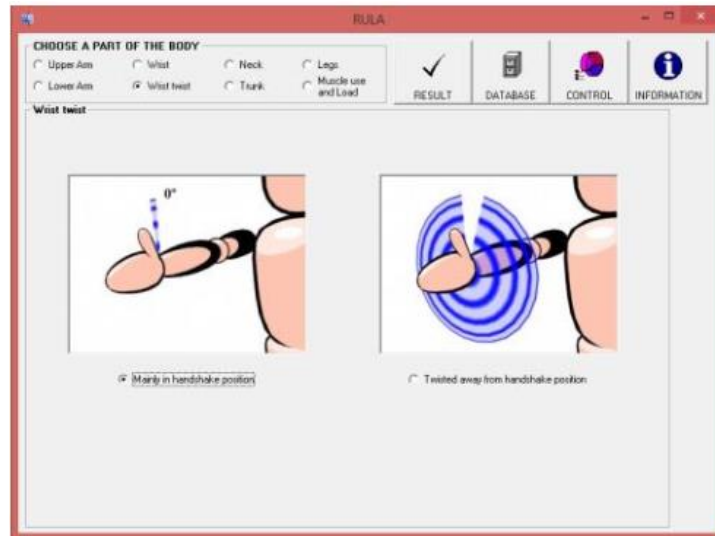 RULA
CHOOSE A PART OF THE BODY
Upper Arm Wrist Neck Legs
Lower Arm Wrist twist Trunk Muscle use and Load
RESULT DATABASE CONTROL INFORMATION
Wrist twist
0°
Mainly in handshake position Twisted away from handshake position